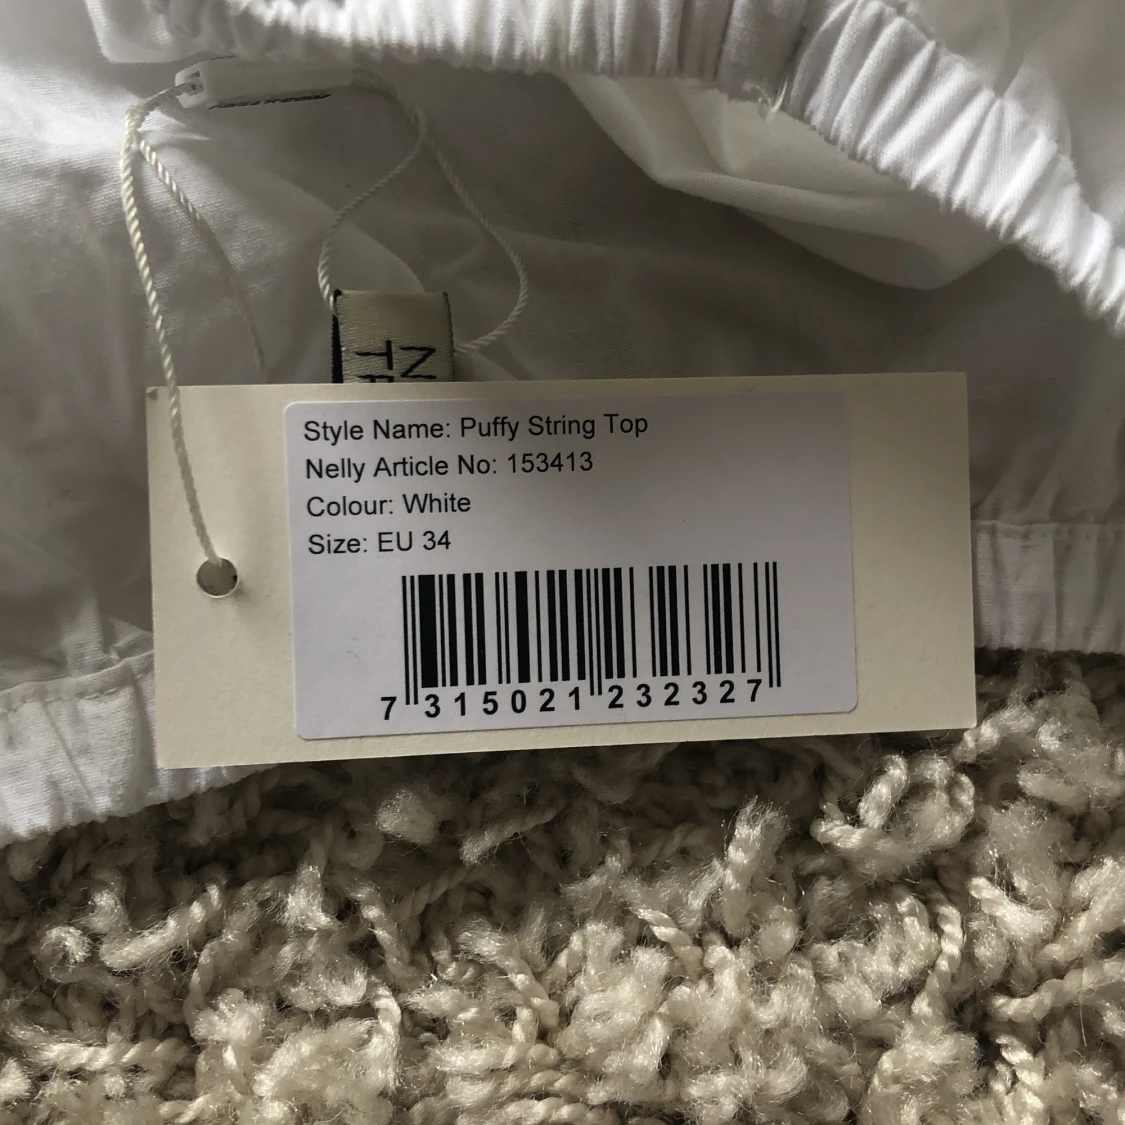 Style Name: Puffy String Top
Nelly Article No: 153413
Colour: White
Size: EU 34
7 315021 232327